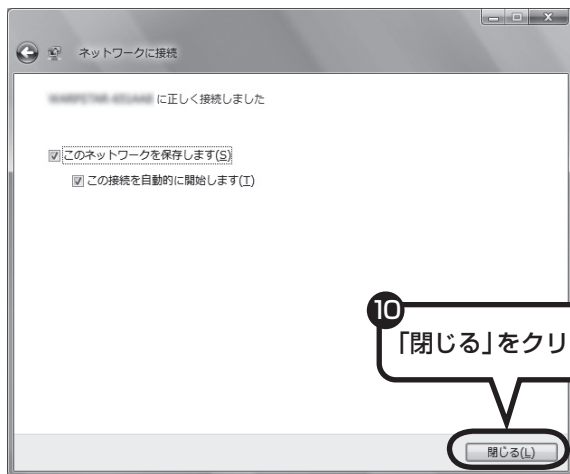 ネットワークに接続
に正しく接続しました
このネットワークを保存します(S)
この接続を自動的に開始します(T)
10
「閉じる」をクリ
閉じる(L)